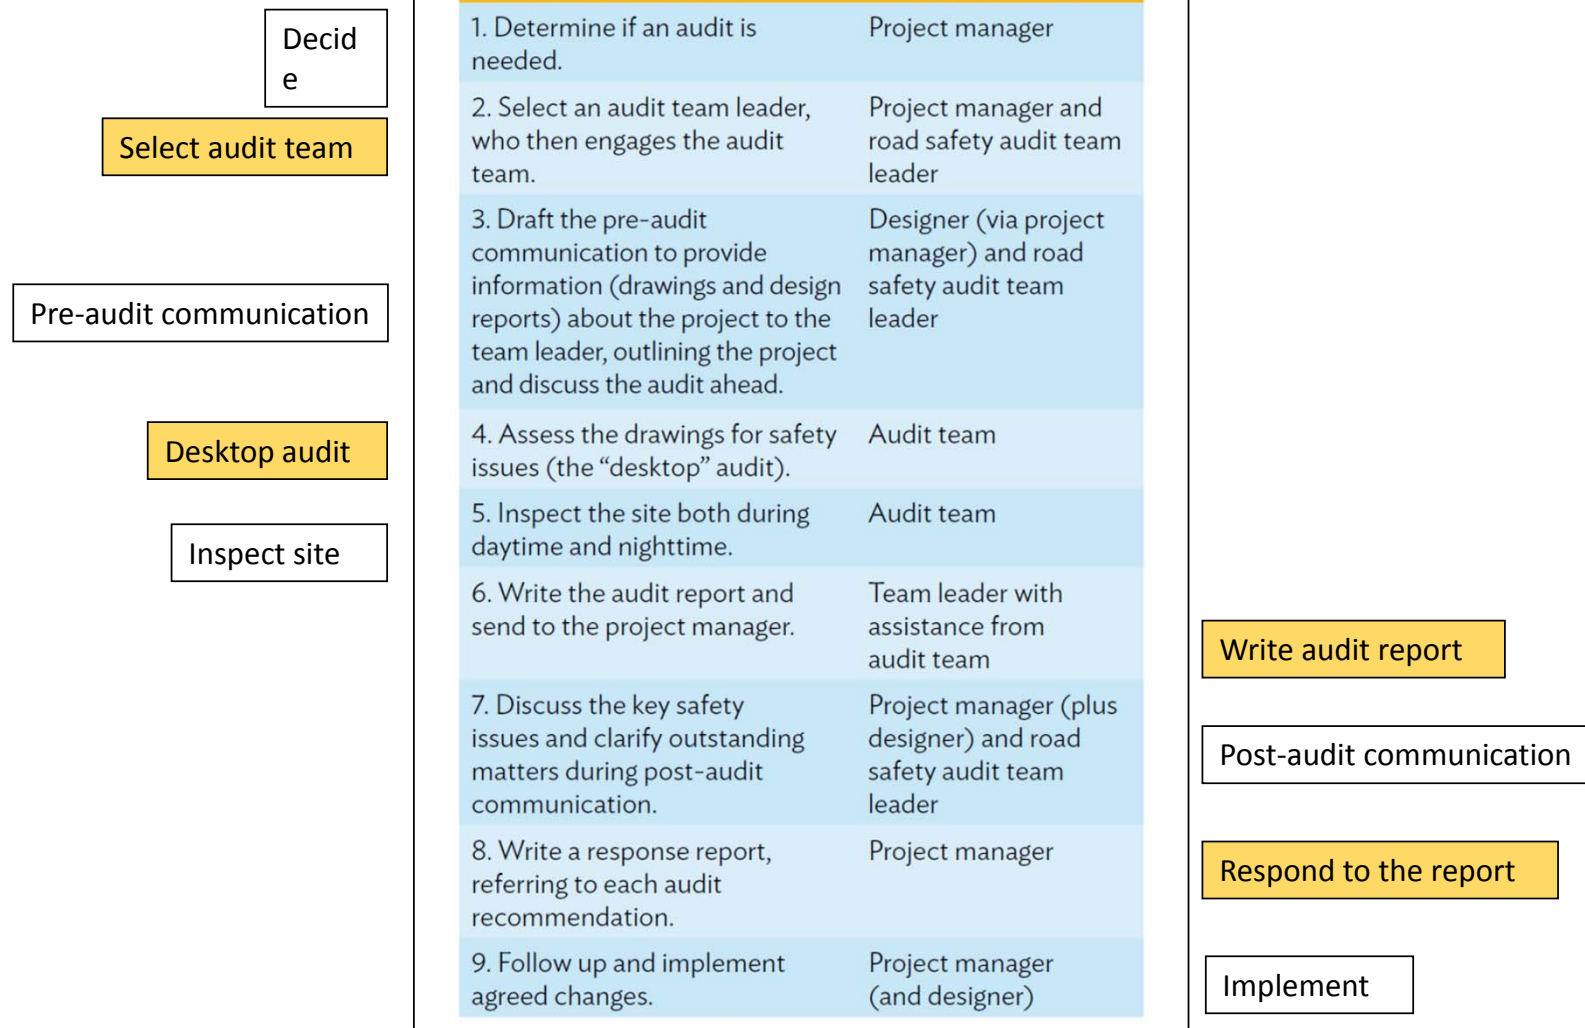 Decid
e
Select audit team
Pre-audit communication
Desktop audit
Inspect site
1. Determine if an audit is
needed.
Project manager
2. Select an audit team leader,
who then engages the audit
team.
Project manager and
road safety audit team
leader
3. Draft the pre-audit
communication to provide
information (drawings and design
reports) about the project to the
team leader, outlining the project
and discuss the audit ahead.
Designer (via project
manager) and road
safety audit team
leader
4. Assess the drawings for safety
issues (the “desktop” audit).
Audit team
5. Inspect the site both during
daytime and nighttime.
Audit team
6. Write the audit report and
send to the project manager.
Team leader with
assistance from
audit team
7. Discuss the key safety
issues and clarify outstanding
matters during post-audit
communication.
Project manager (plus
designer) and road
safety audit team
leader
8. Write a response report,
referring to each audit
recommendation.
Project manager
9. Follow up and implement
agreed changes.
Project manager
(and designer)
Write audit report
Post-audit communication
Respond to the report
Implement